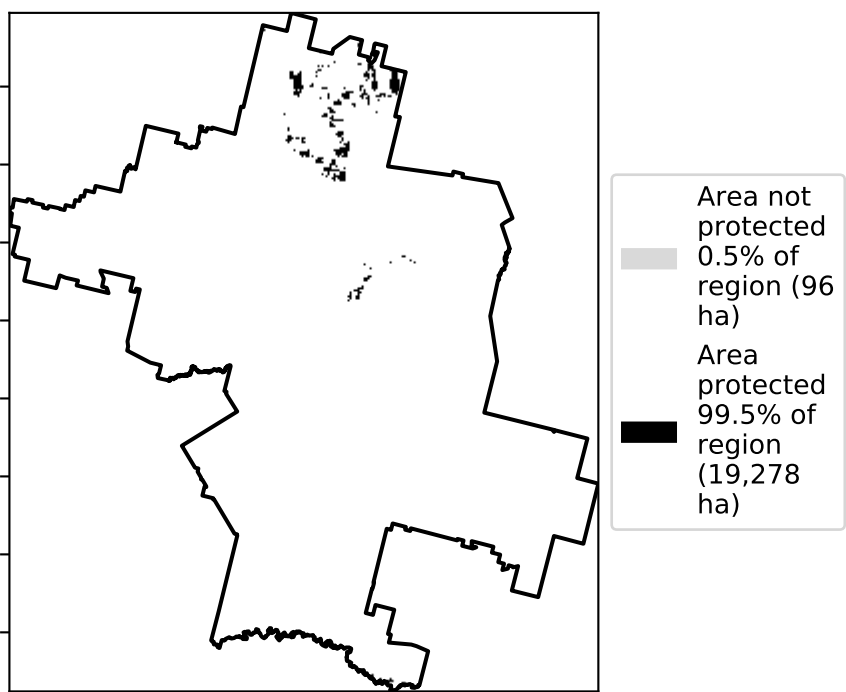 Area not
protected
0.5% of
region (96
ha)
Area
protected
99.5% of
region
(19,278
ha)